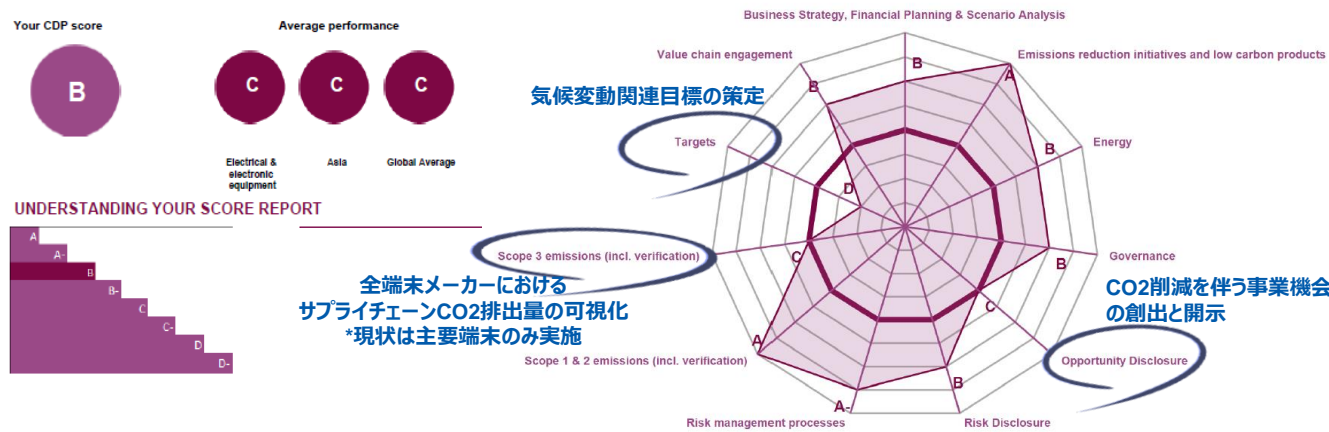 Your CDP score
Average performance
B
C
C
C
Electrical &
electronic
equipment
Asia
Global Average
UNDERSTANDING YOUR SCORE REPORT
A
A-
B
B-
C
C-
D
D-
Business Strategy, Financial Planning & Scenario Analysis
Value chain engagement
Emissions reduction initiatives and low carbon products
B
A
B
気候変動関連目標の策定
Targets
Energy
B
D
Scope 3 emissions (incl. verification)
C
Governance
B
全端末メーカーにおける
サプライチェーンCO2排出量の可視化
*現状は主要端末のみ実施
CO2削減を伴う事業機会
の創出と開示
C
A
Scope 1 & 2 emissions (incl. verification)
Opportunity Disclosure
B
A-
Risk management processes
Risk Disclosure